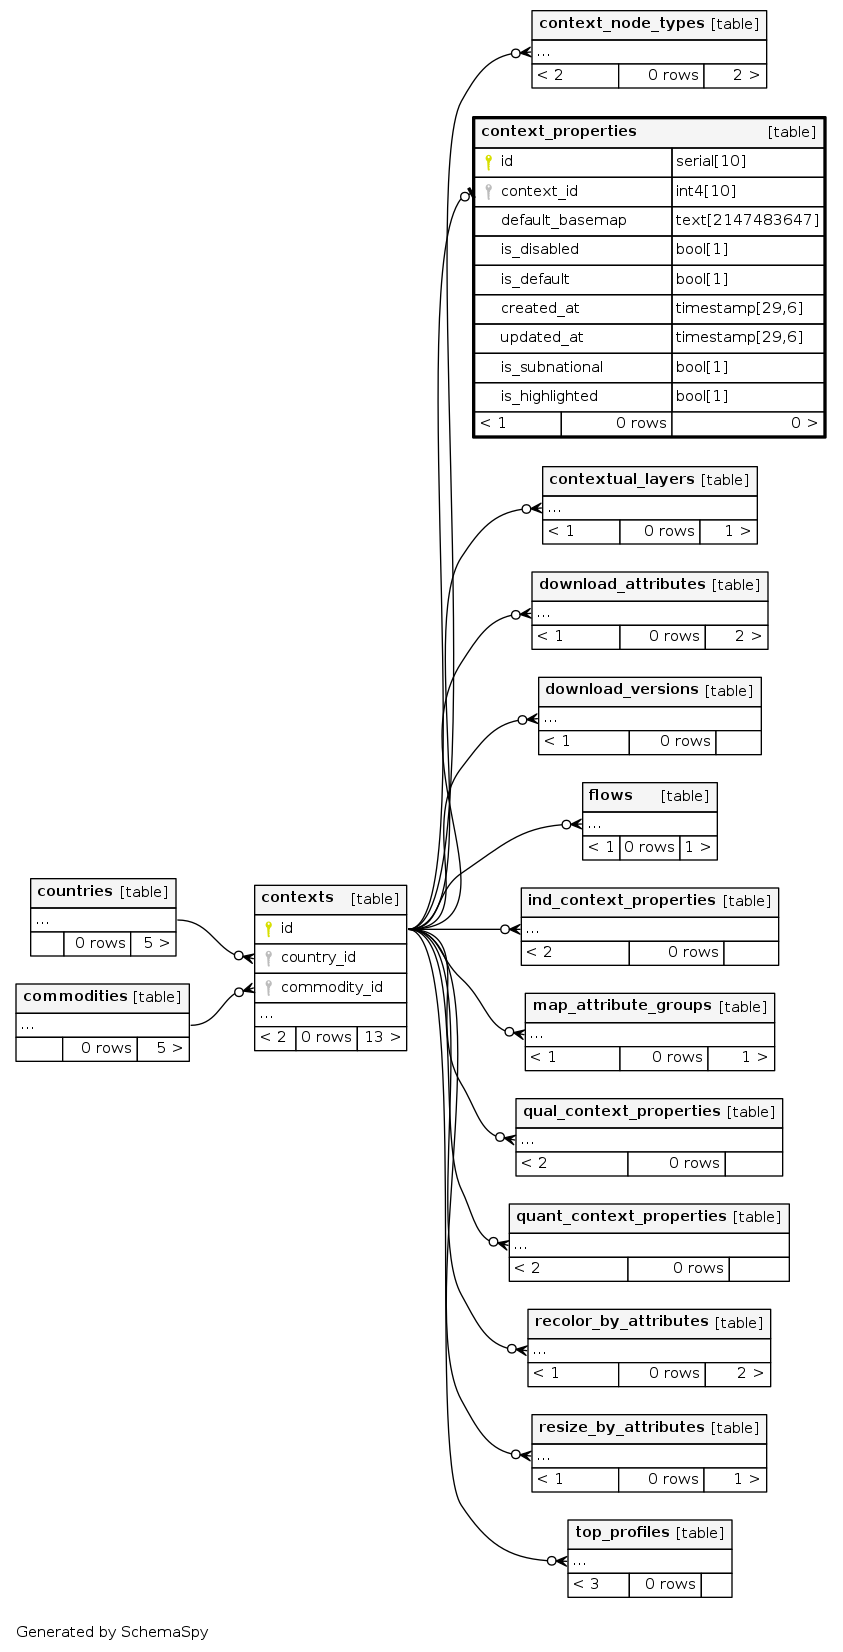 context_node_types [table]
...
< 2 0 rows 2 >
context_properties [table]
id serial[10]
context_id int4[10]
default_basemap text[2147483647]
is_disabled bool[1]
is_default bool[1]
created_at timestamp[29,6]
updated_at timestamp[29,6]
is_subnational bool[1]
is_highlighted bool[1]
< 1 0 rows 0 >
contextual_layers [table]
...
< 1 0 rows 1 >
download_attributes [table]
...
< 1 0 rows 2 >
download_versions [table]
...
< 1 0 rows
flows [table]
...
< 1 0 rows 1 >
countries [table]
...
0 rows 5 >
commodities [table]
...
0 rows 5 >
contexts [table]
id
country_id
commodity_id
...
< 2 0 rows 13 >
ind_context_properties [table]
...
< 2 0 rows
map_attribute_groups [table]
...
< 1 0 rows 1 >
qual_context_properties [table]
...
< 2 0 rows
quant_context_properties [table]
...
< 2 0 rows
recolor_by_attributes [table]
...
< 1 0 rows 2 >
resize_by_attributes [table]
...
< 1 0 rows 1 >
top_profiles [table]
...
< 3 0 rows
Generated by SchemaSpy